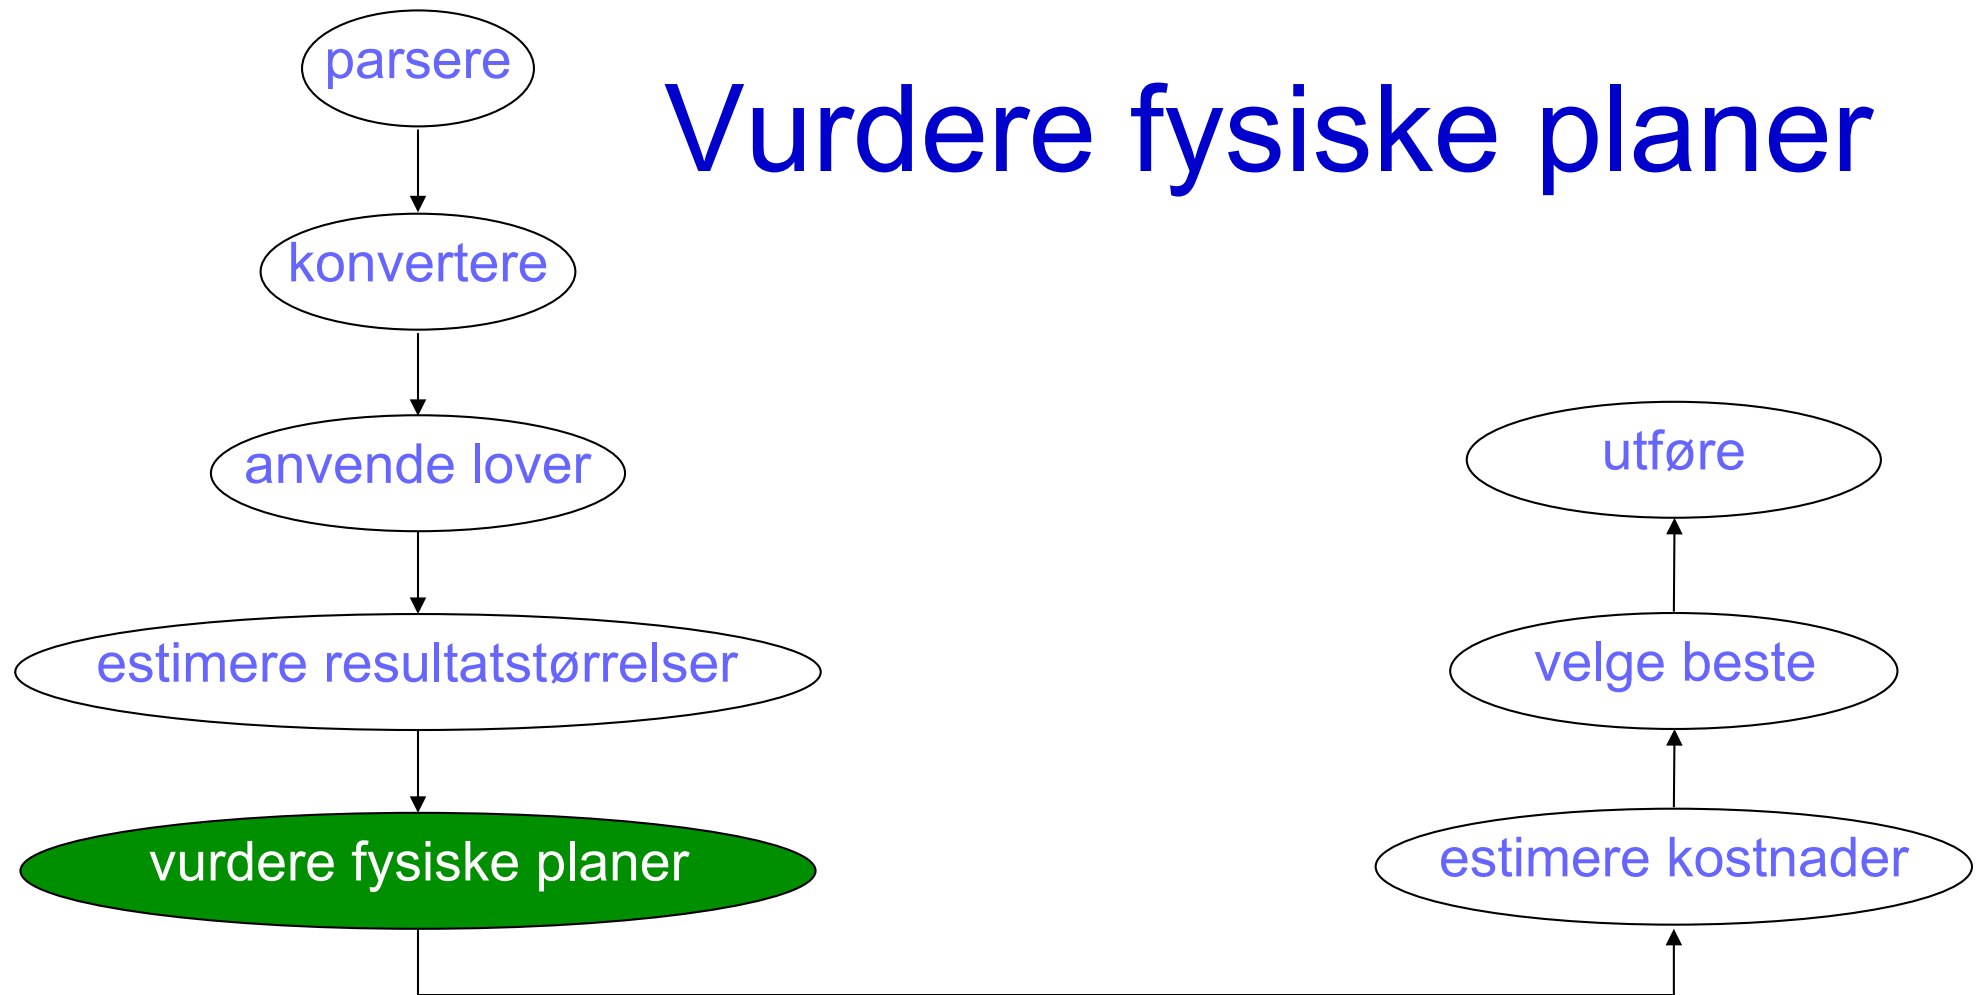 Vurdere fysiske planer
parsere
konvertere
anvende lover
estimere resultatstørrelser
vurdere fysiske planer
estimere kostnader
velge beste
utføre